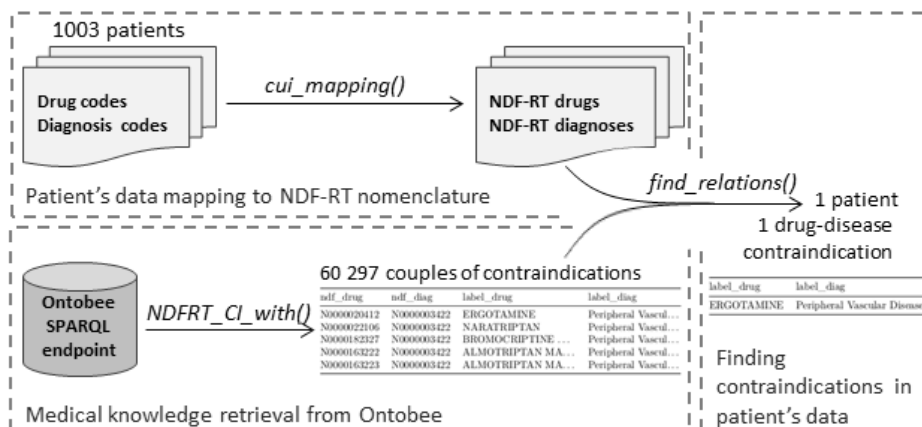 1003 patients
Drug codes
Diagnosis codes
cui_mapping()
NDF-RT drugs
NDF-RT diagnoses
Patient's data mapping to NDF-RT nomenclature
find_relations()
1 patient
1 drug-disease
contraindication
label_drug label_diag
ERGOTAMINE Peripheral Vascular Disease
Finding
contraindications in
patient's data
Ontobee
SPARQL
endpoint
NDFRT_CI_with()
60 297 couples of contraindications
ndf_drug ndf_diag label_drug label_diag
N0000020412 N0000003422 ERGOTAMINE Peripheral Vascul...
N0000022106 N0000003422 NARATRIPTAN Peripheral Vascul...
N0000182327 N0000003422 BROMOCRIPTINE ... Peripheral Vascul...
N0000163222 N0000003422 ALMOTRIPTAN MA... Peripheral Vascul...
N0000163223 N0000003422 ALMOTRIPTAN MA... Peripheral Vascul...
Medical knowledge retrieval from Ontobee